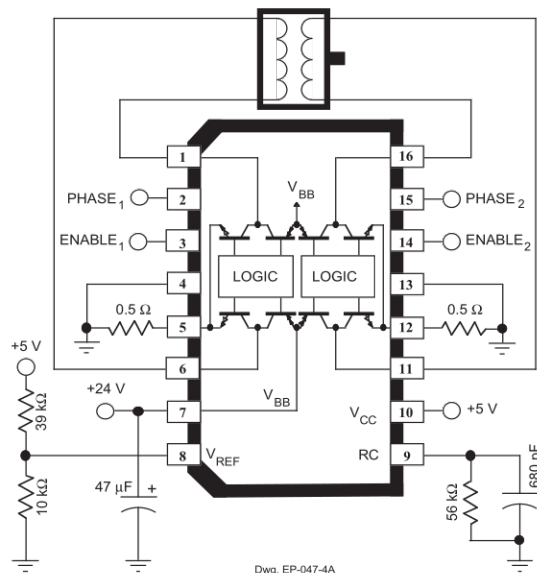 1
16
PHASE1
2
VBB
15
PHASE2
ENABLE1
3
14
ENABLE2
4
LOGIC
LOGIC
13
0.5 Ω
5
12
0.5 Ω
+5 V
6
11
39 kΩ
+24 V
7
VBB
VCC
10
+5 V
8
VREF
RC
9
10 kΩ
47 µF
+
56 kΩ
680 pF
Dwg. EP-047-4A